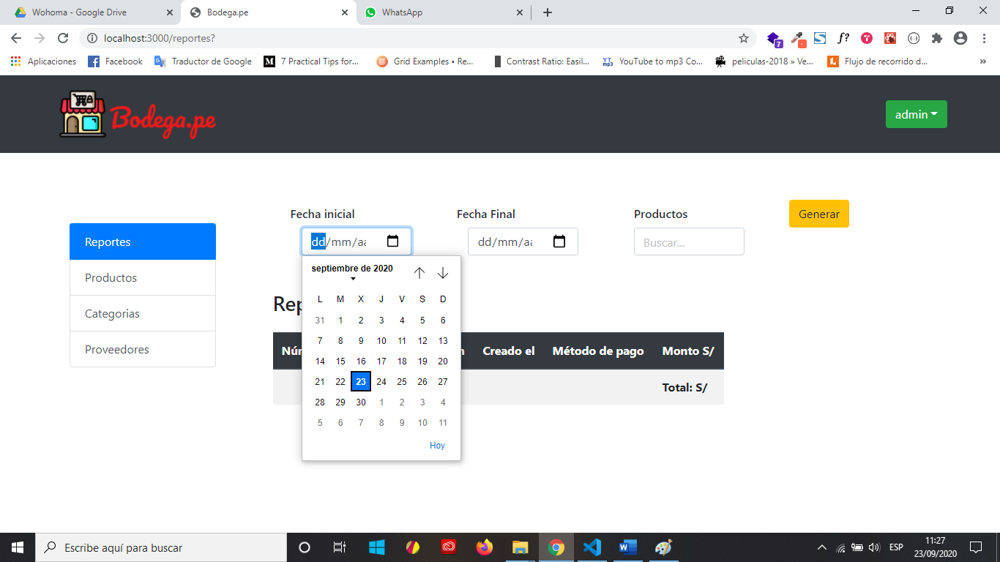 Wohoma - Google Drive
Bodega.pe
WhatsApp
localhost:3000/reportes?
7
f?
Aplicaciones
Facebook
Traductor de Google
7 Practical Tips for...
Grid Examples • Re...
Contrast Ratio: Easil...
YouTube to mp3 Co...
peliculas-2018 » Ve...
Flujo de recorrido d...
»
Bodega.pe
admin
Reportes
Productos
Categorias
Proveedores
Fecha inicial
dd/mm/aa
Fecha Final
dd/mm/aa
Productos
Buscar...
Generar
septiembre de 2020
L M X J V S D
31 1 2 3 4 5 6
7 8 9 10 11 12 13
14 15 16 17 18 19 20
21 22 23 24 25 26 27
28 29 30 1 2 3 4
5 6 7 8 9 10 11
Hoy
Rep
Núm
n
Creado el
Método de pago
Monto S/
Total: S/
Escribe aquí para buscar
ESP
11:27
23/09/2020